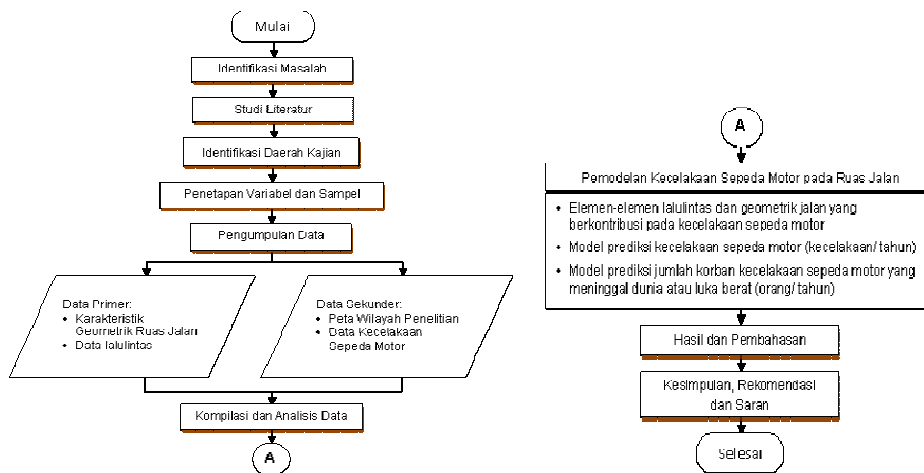 Mulai
Identifikasi Masalah
Studi Literatur
Identifikasi Daerah Kajian
Penetapan Variabel dan Sampel
Pengumpulan Data
Data Primer:
• Karakteristik
Geometrik Ruas Jalan
• Data lalulintas
Data Sekunder:
• Peta Wilayah Penelitian
• Data Kecelakaan
Sepeda Motor
Kompilasi dan Analisis Data
A
A
Pemodelan Kecelakaan Sepeda Motor pada Ruas Jalan
• Elemen-elemen lalulintas dan geometrik jalan yang
berkontribusi pada kecelakaan sepeda motor
• Model prediksi kecelakaan sepeda motor (kecelakaan/ tahun)
• Model prediksi jumlah korban kecelakaan sepeda motor yang
meninggal dunia atau luka berat (orang/ tahun)
Hasil dan Pembahasan
Kesimpulan, Rekomendasi
dan Saran
Selesai